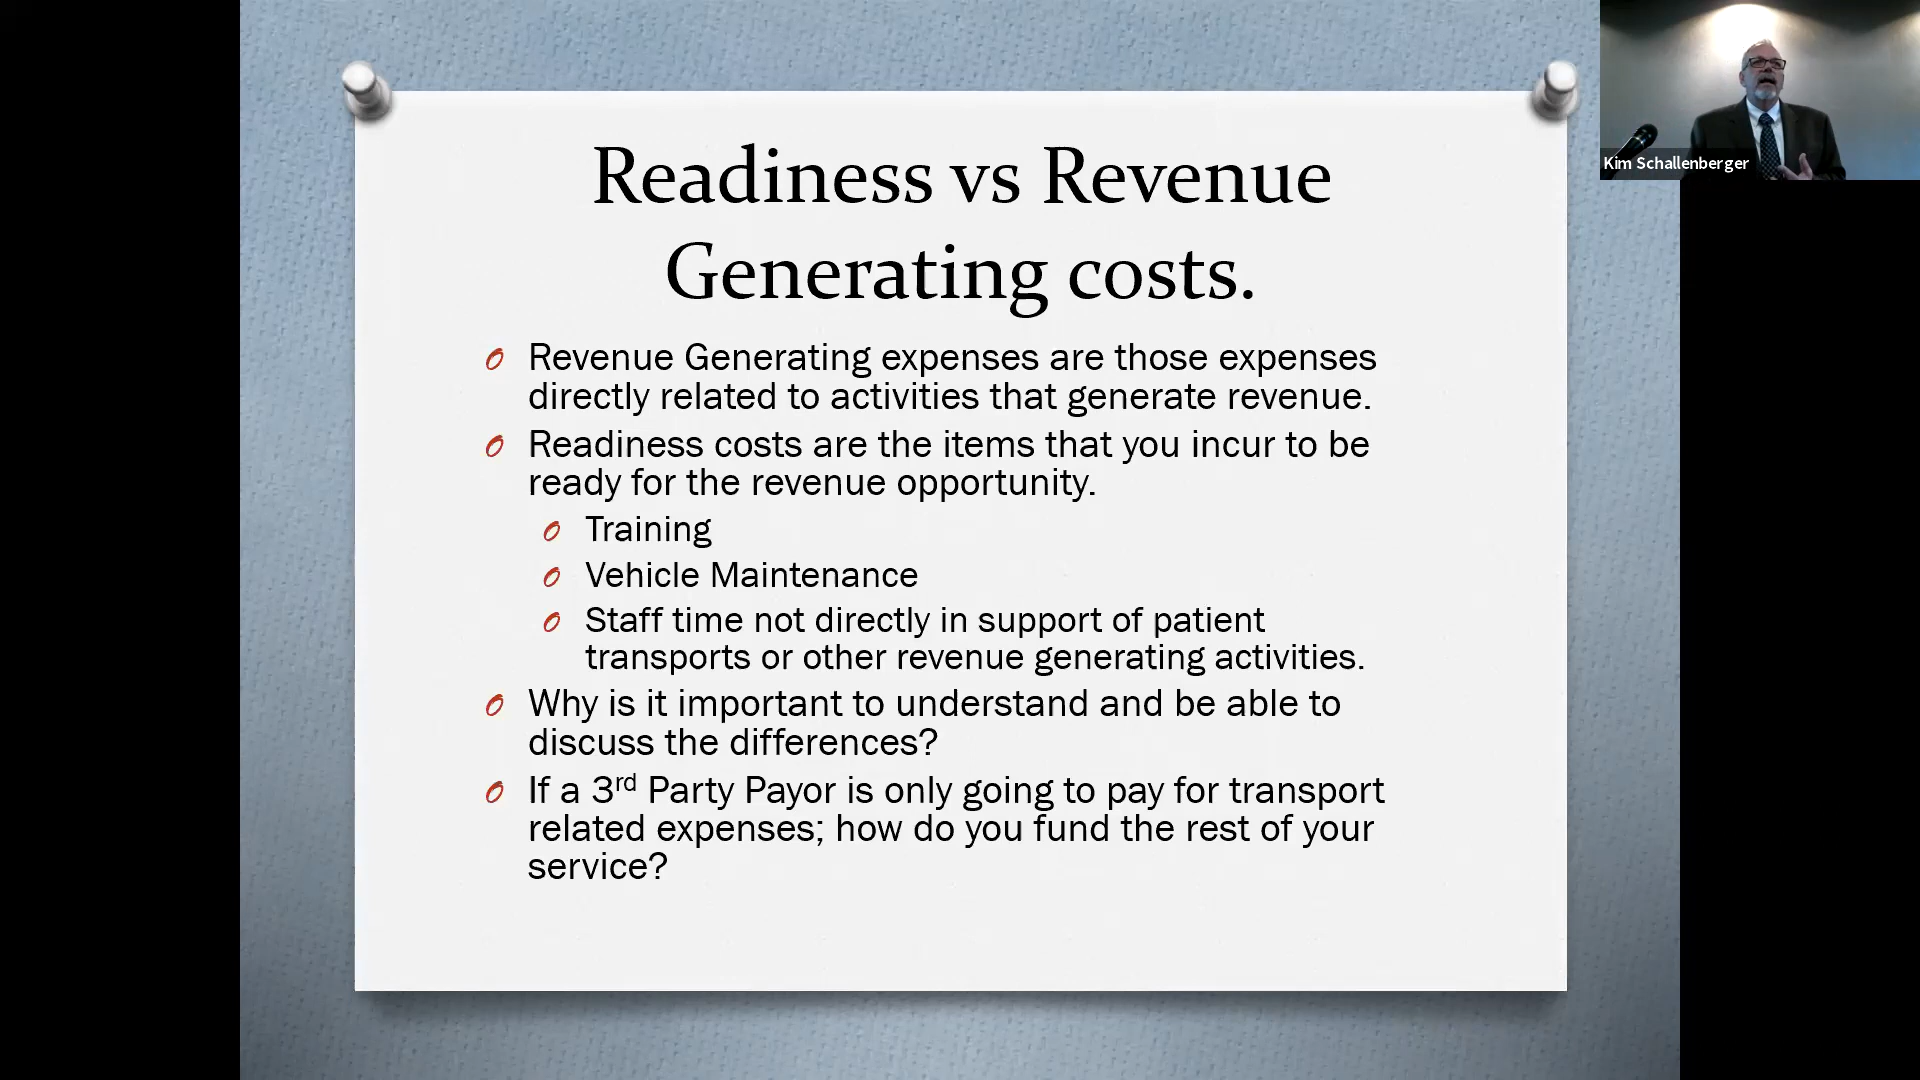 Readiness vs Revenue
Generating costs.
Revenue Generating expenses are those expenses
directly related to activities that generate revenue.
Readiness costs are the items that you incur to be
ready for the revenue opportunity.
Training
Vehicle Maintenance
Staff time not directly in support of patient
transports or other revenue generating activities.
Why is it important to understand and be able to
discuss the differences?
If a 3rd Party Payor is only going to pay for transport
related expenses; how do you fund the rest of your
service?
Kim Schallenberger